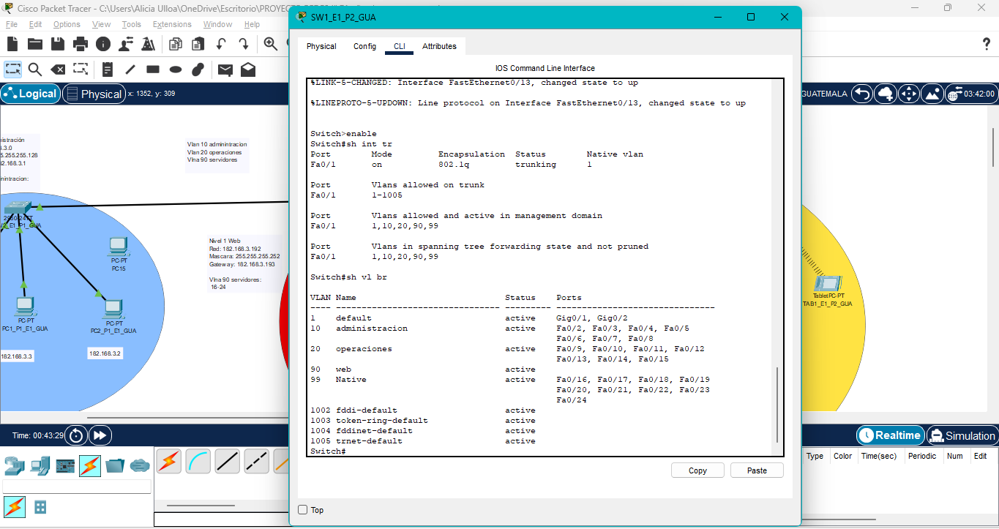 Cisco Packet Tracer - C:\Users\Alicia Ulloa\OneDrive\Escritorio\PROYEC
SW1_E1_P2_GUA
File Edit Options View Tools Extensions Window Help
Physical Config CLI Attributes
IOS Command Line Interface
Logical
Physical
x: 1352, y: 309
GUATEMALA
03:42:00
%LINK-5-CHANGED: Interface FastEthernet0/13, changed state to up
%LINEPROTO-5-UPDOWN: Line protocol on Interface FastEthernet0/13, changed state to up
Switch>enable
Switch#sh int tr
Port Mode Encapsulation Status Native vlan
Fa0/1 on 802.1q trunking 1
Port Vlans allowed on trunk
Fa0/1 1-1005
Port Vlans allowed and active in management domain
Fa0/1 1,10,20,90,99
Port Vlans in spanning tree forwarding state and not pruned
Fa0/1 1,10,20,90,99
Switch#sh vl br
VLAN Name Status Ports
1 default active Gig0/1, Gig0/2
10 administracion active Fa0/2, Fa0/3, Fa0/4, Fa0/5
Fa0/6, Fa0/7, Fa0/8
20 operaciones active Fa0/9, Fa0/10, Fa0/11, Fa0/12
Fa0/13, Fa0/14, Fa0/15
90 web active
99 Native active Fa0/16, Fa0/17, Fa0/18, Fa0/19
Fa0/20, Fa0/21, Fa0/22, Fa0/23
Fa0/24
1002 fddi-default active
1003 token-ring-default active
1004 fddinet-default active
1005 trnet-default active
Switch#
Copy
Paste
Top
istración
.3.0
5.255.255.128
2.168.3.1
nintracion:
Vlan 10 admnintracion
Vlan 20 operaciones
Vlna 90 servidores
PC-PT
PC15
Nivel 1 Web
Red: 182.168.3.192
Mascara: 255.255.255.252
Gateway: 182.168.3.193
Vlna 90 servidores:
16-24
PC-PT
PC1_P1_E1_GUA
PC-PT
PC2_P1_E1_GUA
182.168.3.3
182.168.3.2
TabletPC-PT
TAB1_E1_P2_GUA
Time: 00:43:29
Realtime
Simulation
Type Color Time(sec) Periodic Num Edit